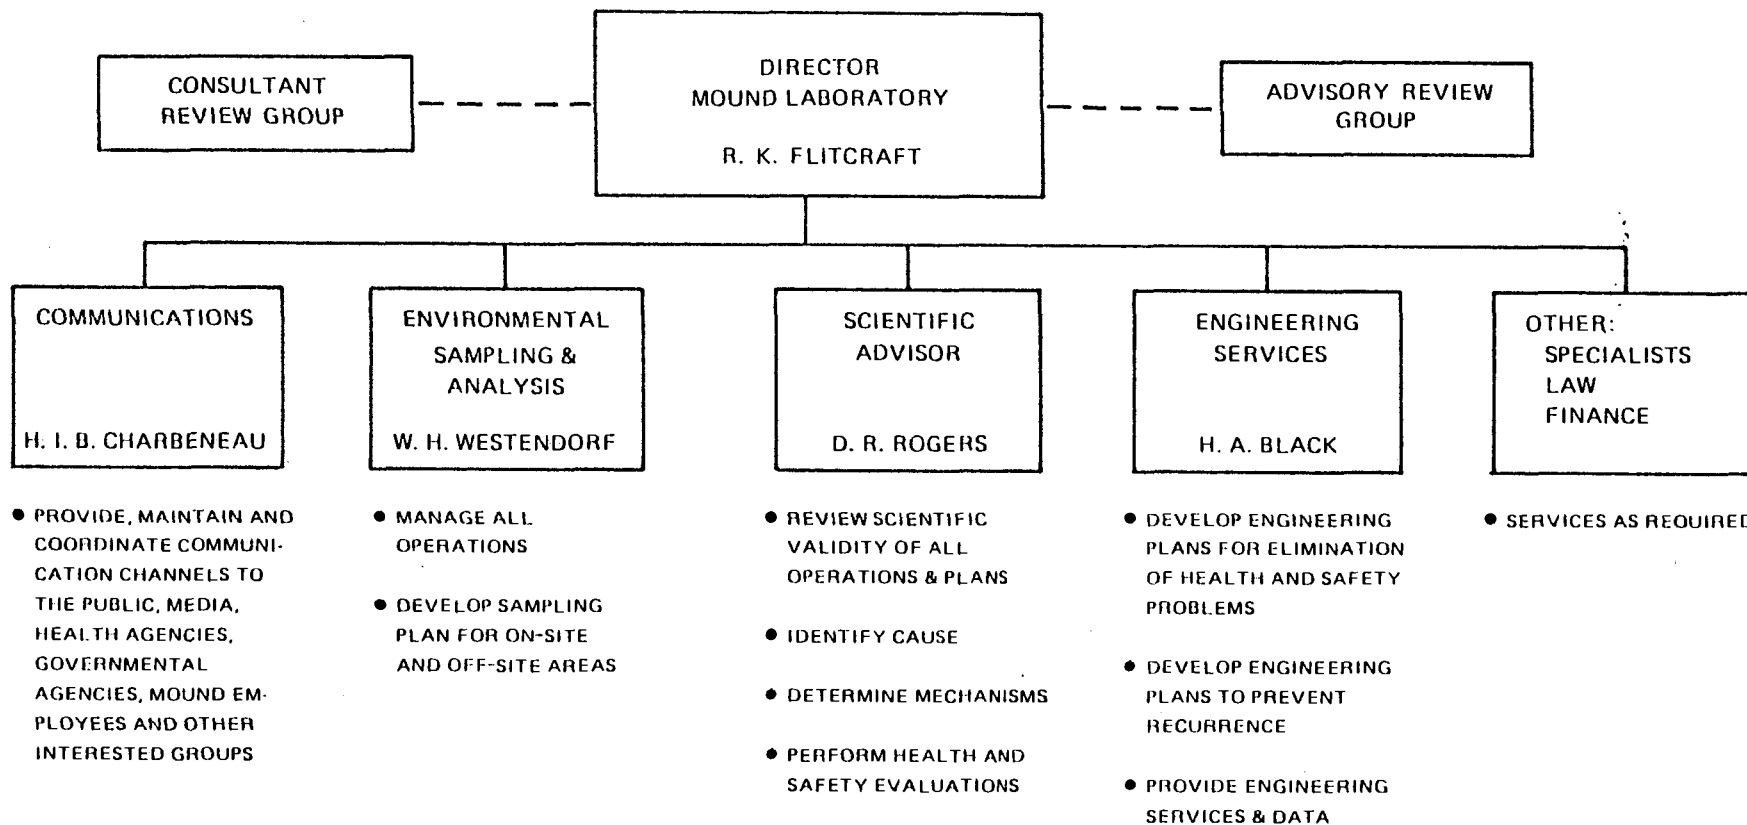 CONSULTANT
REVIEW GROUP
DIRECTOR
MOUND LABORATORY
R. K. FLITCRAFT
ADVISORY REVIEW
GROUP
COMMUNICATIONS
H. I. B. CHARBENEAU
ENVIRONMENTAL
SAMPLING &
ANALYSIS
W. H. WESTENDORF
SCIENTIFIC
ADVISOR
D. R. ROGERS
ENGINEERING
SERVICES
H. A. BLACK
OTHER:
SPECIALISTS
LAW
FINANCE
● PROVIDE, MAINTAIN AND
COORDINATE COMMUNI-
CATION CHANNELS TO
THE PUBLIC, MEDIA,
HEALTH AGENCIES,
GOVERNMENTAL
AGENCIES, MOUND EM-
PLOYEES AND OTHER
INTERESTED GROUPS
● MANAGE ALL
OPERATIONS
● DEVELOP SAMPLING
PLAN FOR ON-SITE
AND OFF-SITE AREAS
● REVIEW SCIENTIFIC
VALIDITY OF ALL
OPERATIONS & PLANS
● IDENTIFY CAUSE
● DETERMINE MECHANISMS
● PERFORM HEALTH AND
SAFETY EVALUATIONS
● DEVELOP ENGINEERING
PLANS FOR ELIMINATION
OF HEALTH AND SAFETY
PROBLEMS
● DEVELOP ENGINEERING
PLANS TO PREVENT
RECURRENCE
● PROVIDE ENGINEERING
SERVICES & DATA
● SERVICES AS REQUIRED